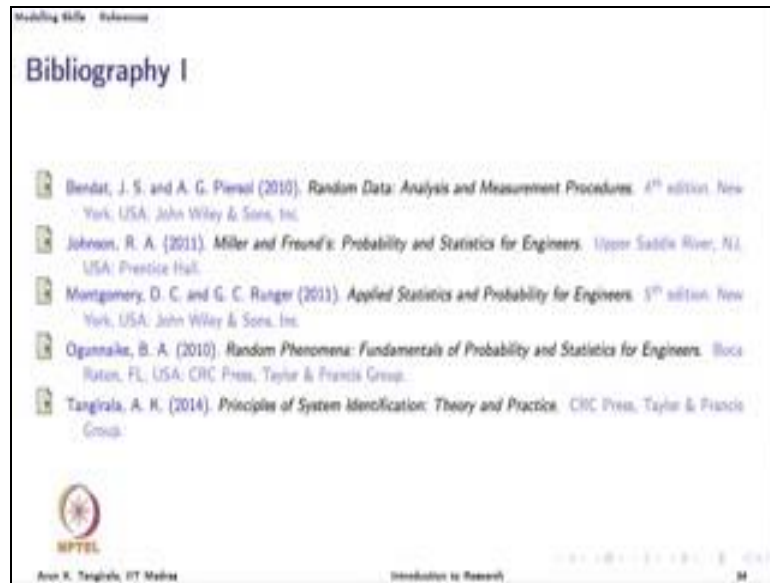 Modelling Skills References
Bibliography I
Bendat, J. S. and A. G. Piersol (2010). Random Data: Analysis and Measurement Procedures. 4th edition. New
York, USA: John Wiley & Sons, Inc.
Johnson, R. A. (2011). Miller and Freund's: Probability and Statistics for Engineers. Upper Saddle River, NJ,
USA: Prentice Hall.
Montgomery, D. C. and G. C. Runger (2011). Applied Statistics and Probability for Engineers. 5th edition. New
York, USA: John Wiley & Sons, Inc.
Ogunnaike, B. A. (2010). Random Phenomena: Fundamentals of Probability and Statistics for Engineers. Boca
Raton, FL, USA: CRC Press, Taylor & Francis Group.
Tangirala, A. K. (2014). Principles of System Identification: Theory and Practice. CRC Press, Taylor & Francis
Group.
NPTEL
Arun K. Tangirala, IIT Madras Introduction to Research